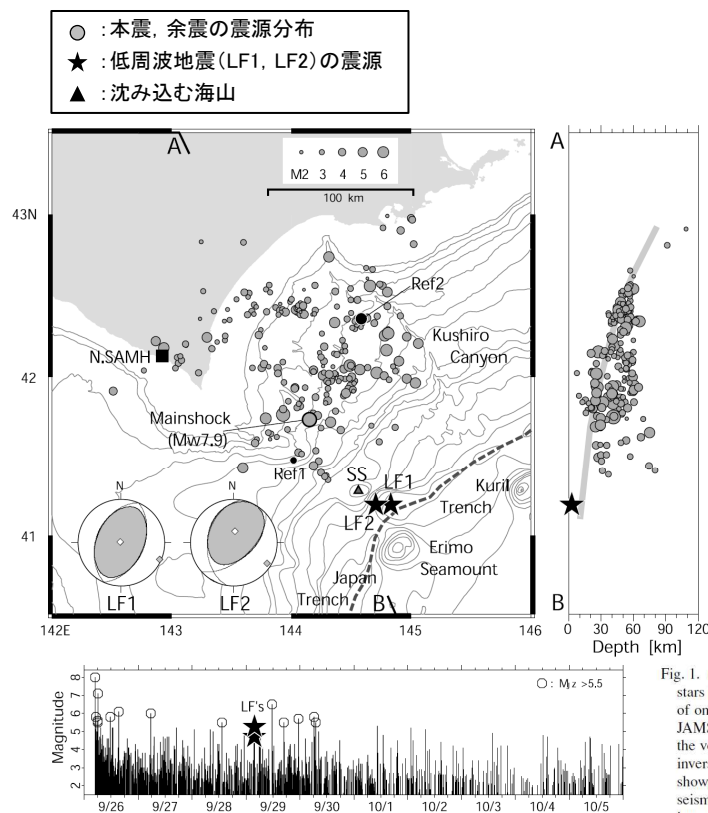 ○ :本震, 余震の震源分布
★ :低周波地震(LF1, LF2)の震源
▲ :沈み込む海山
A
A
M2 3 4 5 6
100 km
43N
Ref2
Kushiro
Canyon
N.SAMH
42
Mainshock
(Mw7.9)
Ref1
SS
LF1
LF2
Kuril
Trench
N
N
41
Erimo
Seamount
Japan
Trench
LF1
LF2
B
B
142E 143 144 145 146
0 30 60 90 120
Depth [km]
Magnitude
8
7
6
5
4
3
2
LF's
○ : MJMA >5.5
9/26 9/27 9/28 9/29 9/30 10/1 10/2 10/3 10/4 10/5
Fig. 1.
stars
of on
JAMS
the ve
invers
show
seism